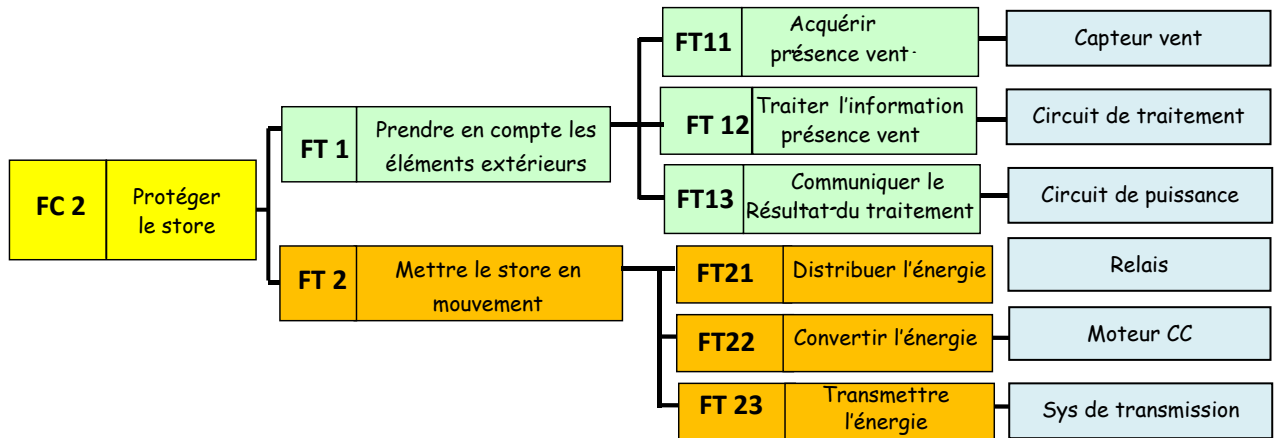 FC 2
Protéger
le store
FT 1
Prendre en compte les
éléments extérieurs
FT11
Acquérir
présence vent
Capteur vent
FT 12
Traiter l'information
présence vent
Circuit de traitement
FT13
Communiquer le
Résultat du traitement
Circuit de puissance
FT 2
Mettre le store en
mouvement
FT21
Distribuer l'énergie
Relais
FT22
Convertir l'énergie
Moteur CC
FT 23
Transmettre
l'énergie
Sys de transmission